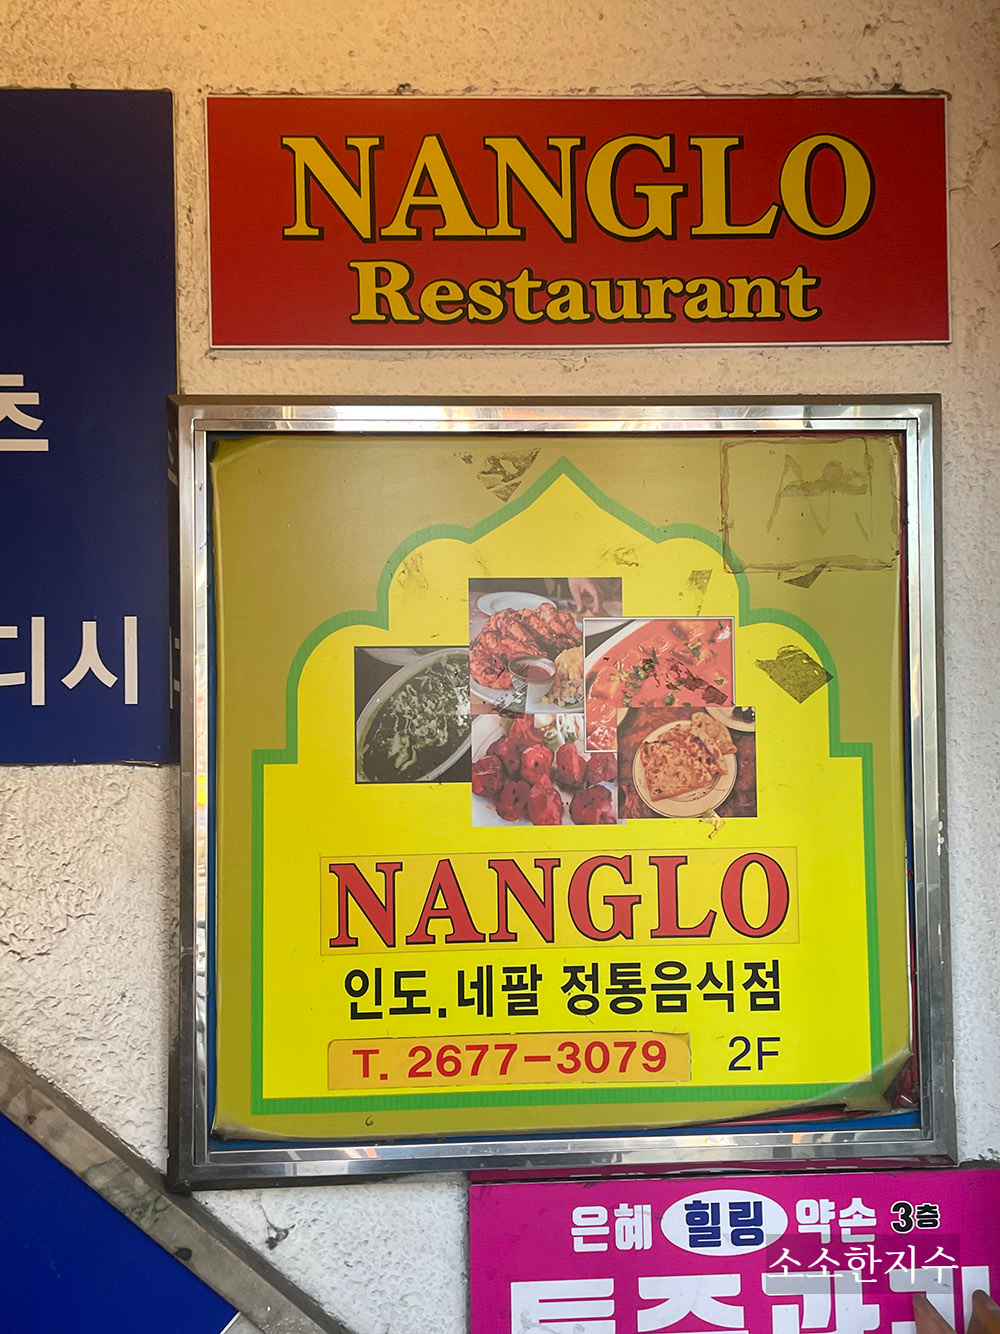 NANGLO
Restaurant
츠
디시
NANGLO
인도.네팔 정통음식점
T. 2677-3079
2F
은혜 힐링 약손 3층
소소한지수